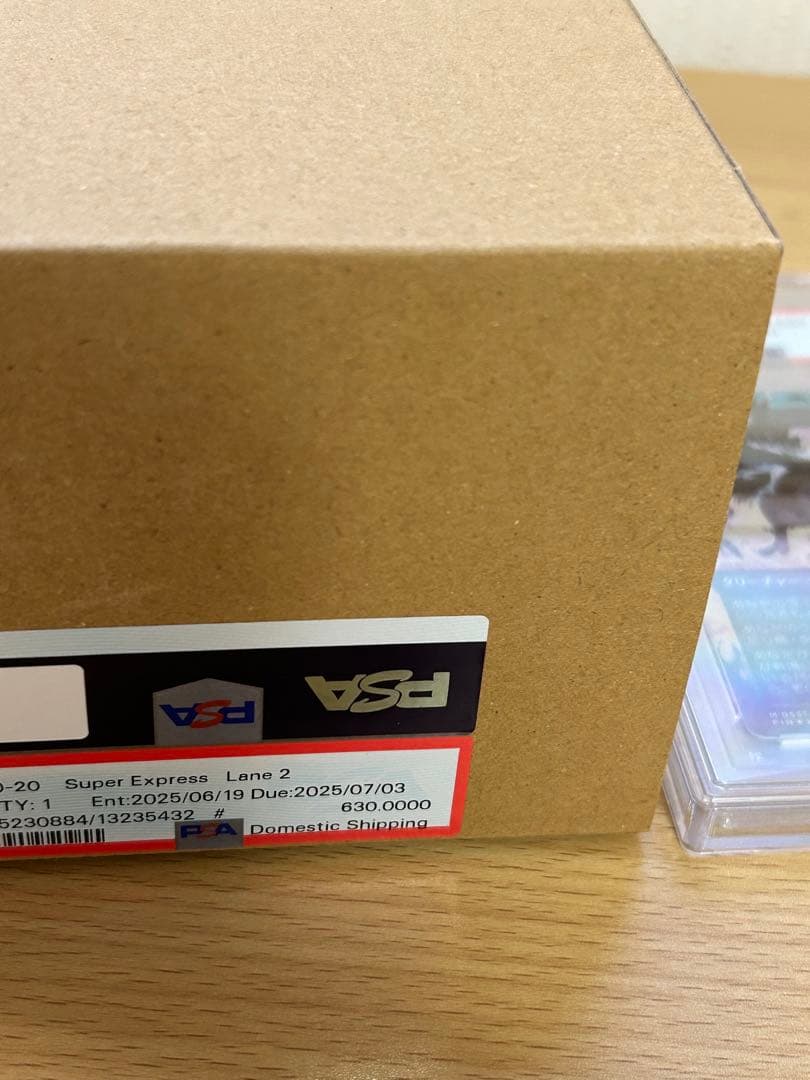 PSA PSA
0-20 Super Express Lane 2
TY: 1 Ent:2025/06/19 Due:2025/07/03
5230884/13235432 # 630.0000
PSA Domestic Shipping